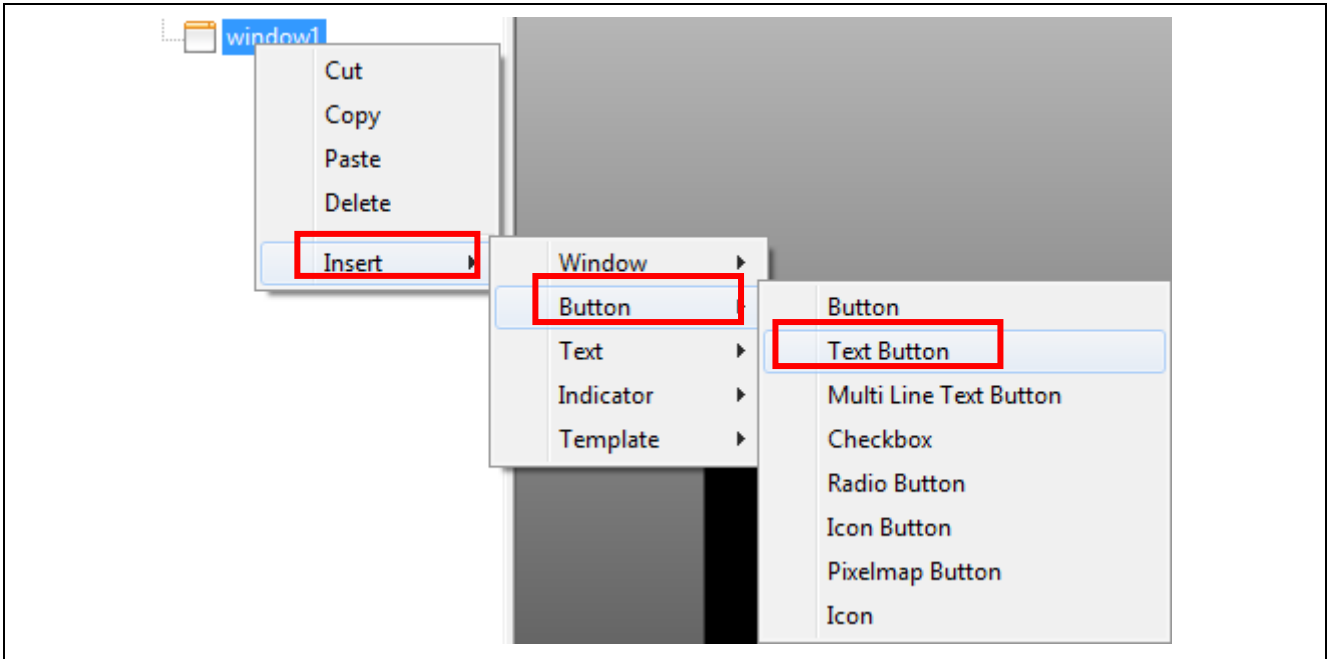 window1
Cut
Copy
Paste
Delete
Insert
Window
Button
Text
Indicator
Template
Button
Text Button
Multi Line Text Button
Checkbox
Radio Button
Icon Button
Pixelmap Button
Icon